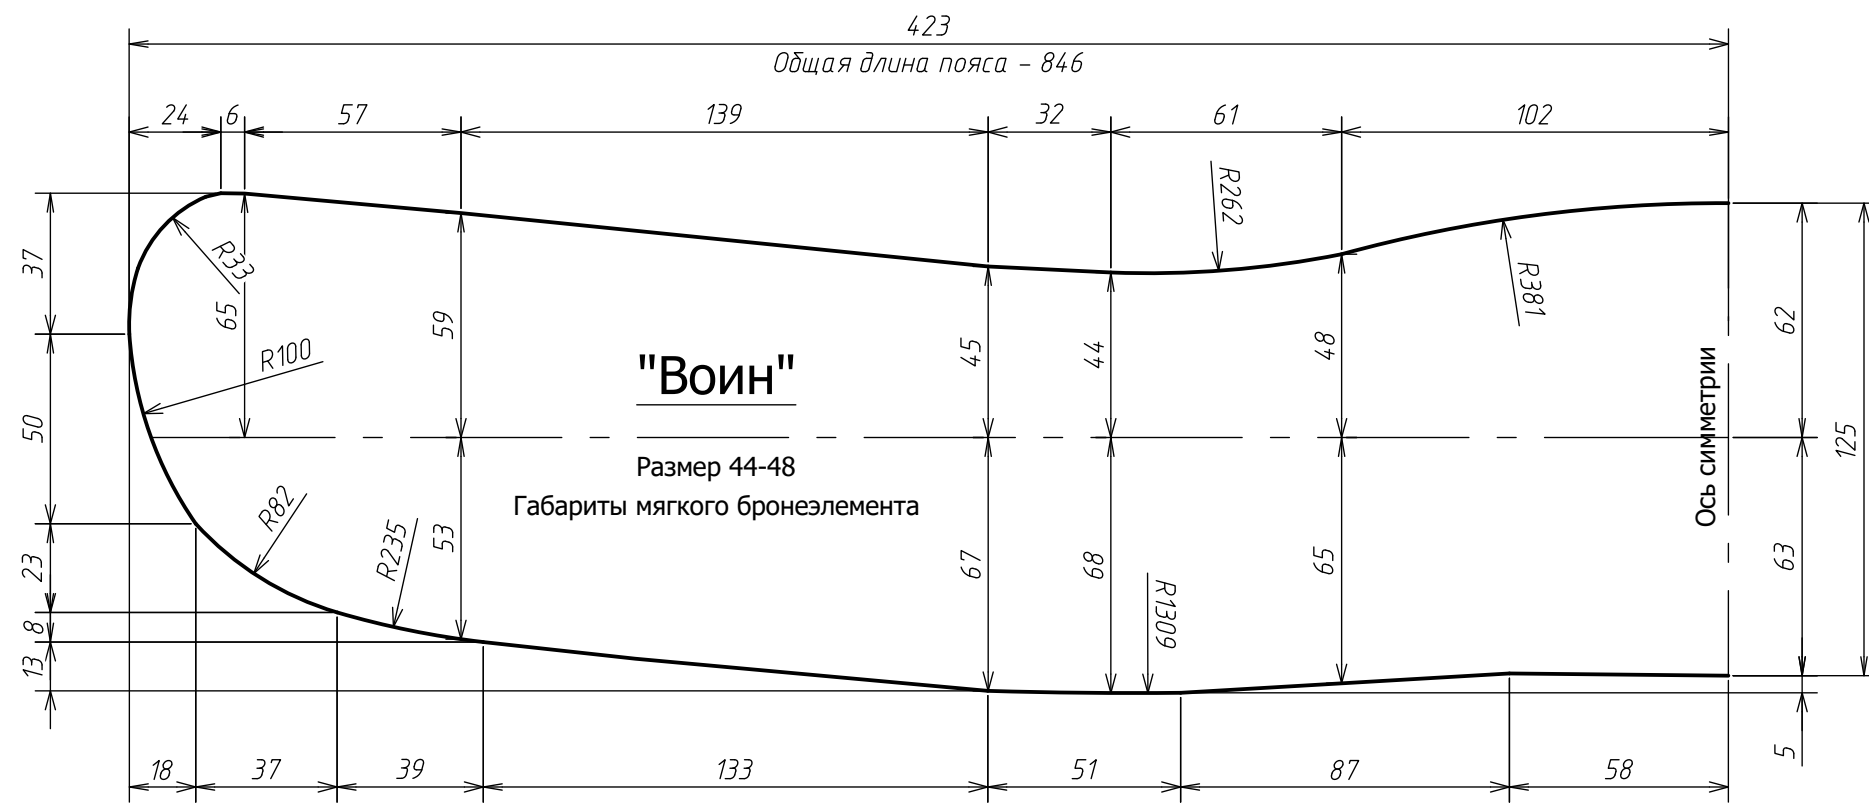 423
Общая длина пояса - 846
24 6 57 139 32 61 102
R262
R33
R381
37
65
59
45
44
48
62
R100
"Воин"
Ось симметрии
50
125
Размер 44-48
Габариты мягкого бронеэлемента
R82
R235
53
67
68
65
63
R1309
23
8
13
5
18 37 39 133 51 87 58